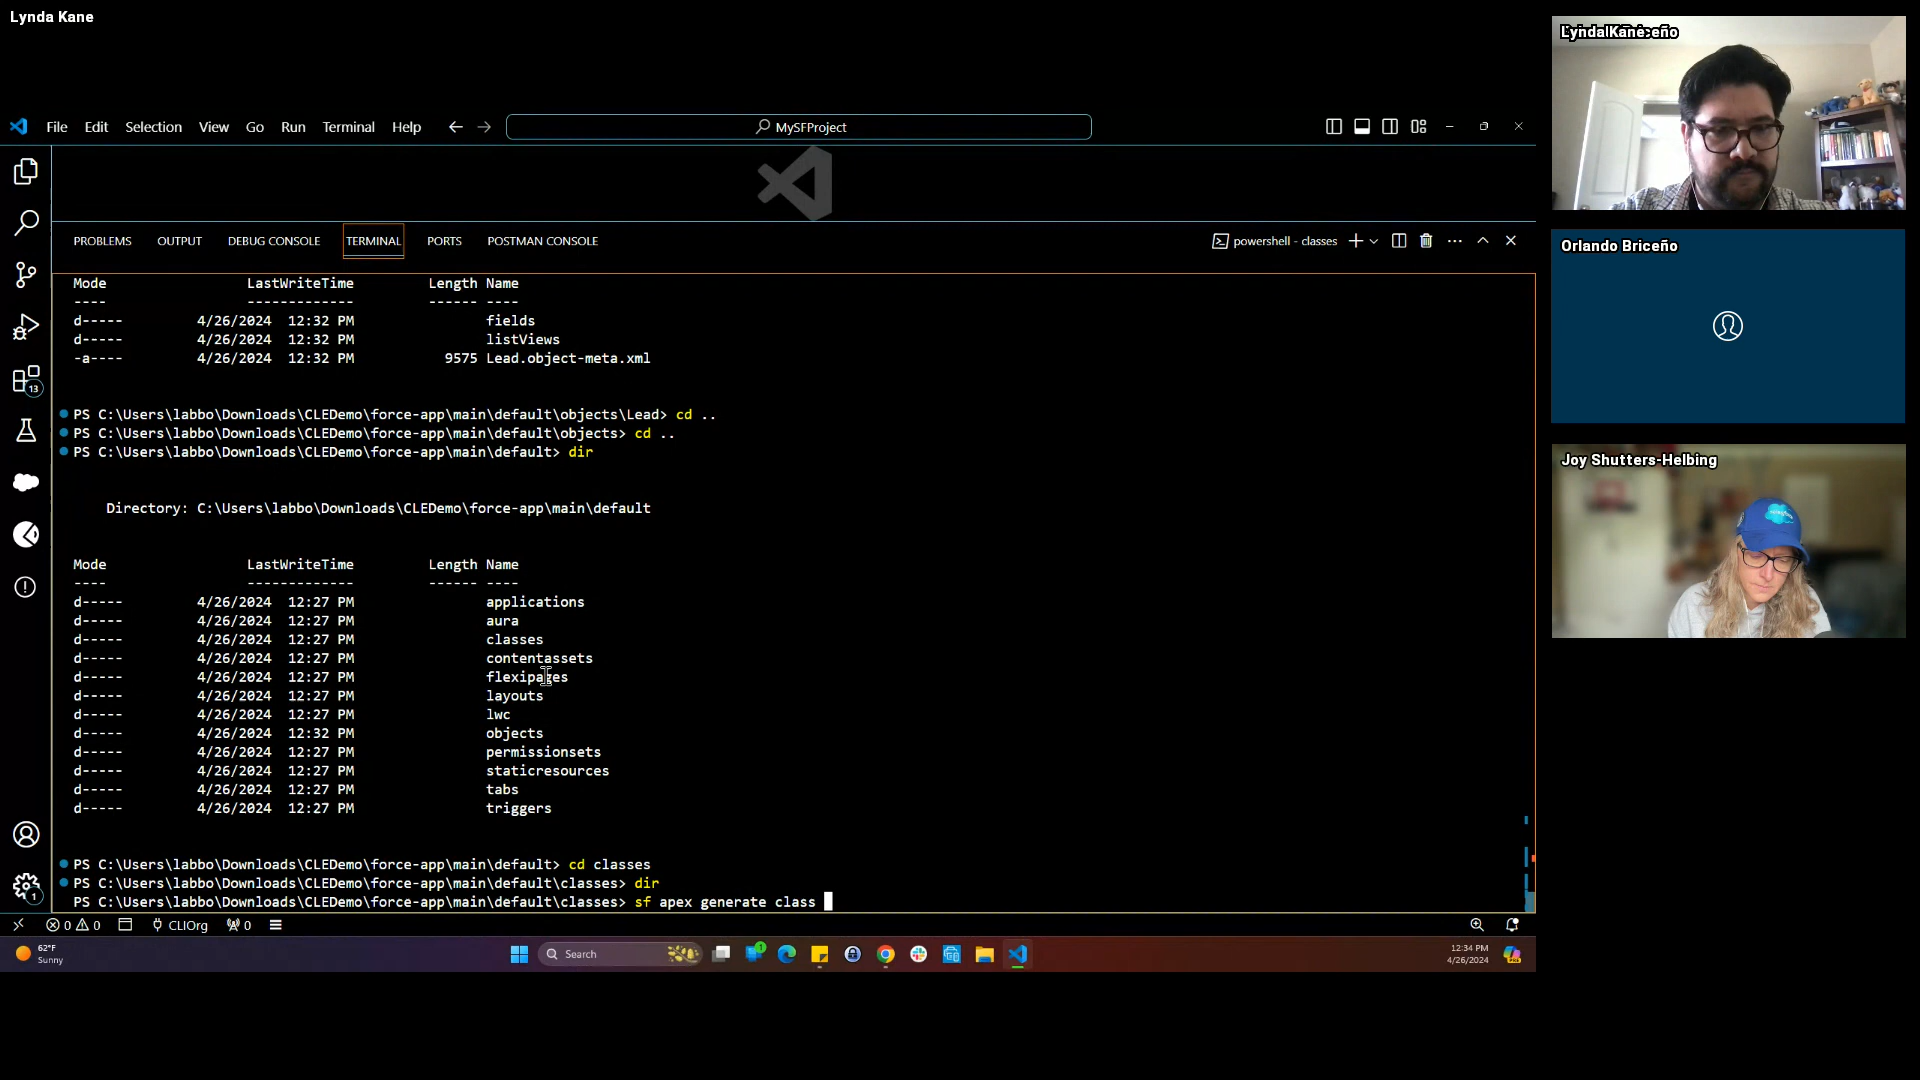 Lynda Kane
File Edit Selection View Go Run Terminal Help
MySFProject
PROBLEMS OUTPUT DEBUG CONSOLE TERMINAL PORTS POSTMAN CONSOLE
powershell - classes
Mode LastWriteTime Length Name
---- ------------- ------ ----
d----- 4/26/2024 12:32 PM fields
d----- 4/26/2024 12:32 PM listViews
-a---- 4/26/2024 12:32 PM 9575 Lead.object-meta.xml
PS C:\Users\labbo\Downloads\CLEDemo\force-app\main\default\objects\Lead> cd ..
PS C:\Users\labbo\Downloads\CLEDemo\force-app\main\default\objects> cd ..
PS C:\Users\labbo\Downloads\CLEDemo\force-app\main\default> dir
Directory: C:\Users\labbo\Downloads\CLEDemo\force-app\main\default
Mode LastWriteTime Length Name
---- ------------- ------ ----
d----- 4/26/2024 12:27 PM applications
d----- 4/26/2024 12:27 PM aura
d----- 4/26/2024 12:27 PM classes
d----- 4/26/2024 12:27 PM contentassets
d----- 4/26/2024 12:27 PM flexipages
d----- 4/26/2024 12:27 PM layouts
d----- 4/26/2024 12:27 PM lwc
d----- 4/26/2024 12:32 PM objects
d----- 4/26/2024 12:27 PM permissionsets
d----- 4/26/2024 12:27 PM staticresources
d----- 4/26/2024 12:27 PM tabs
d----- 4/26/2024 12:27 PM triggers
PS C:\Users\labbo\Downloads\CLEDemo\force-app\main\default> cd classes
PS C:\Users\labbo\Downloads\CLEDemo\force-app\main\default\classes> dir
PS C:\Users\labbo\Downloads\CLEDemo\force-app\main\default\classes> sf apex generate class
13
1
0 0 CLIOrg 0
62°F
Sunny
Search
1
12:34 PM
4/26/2024
Orlando Briceño
Joy Shutters-Helbing